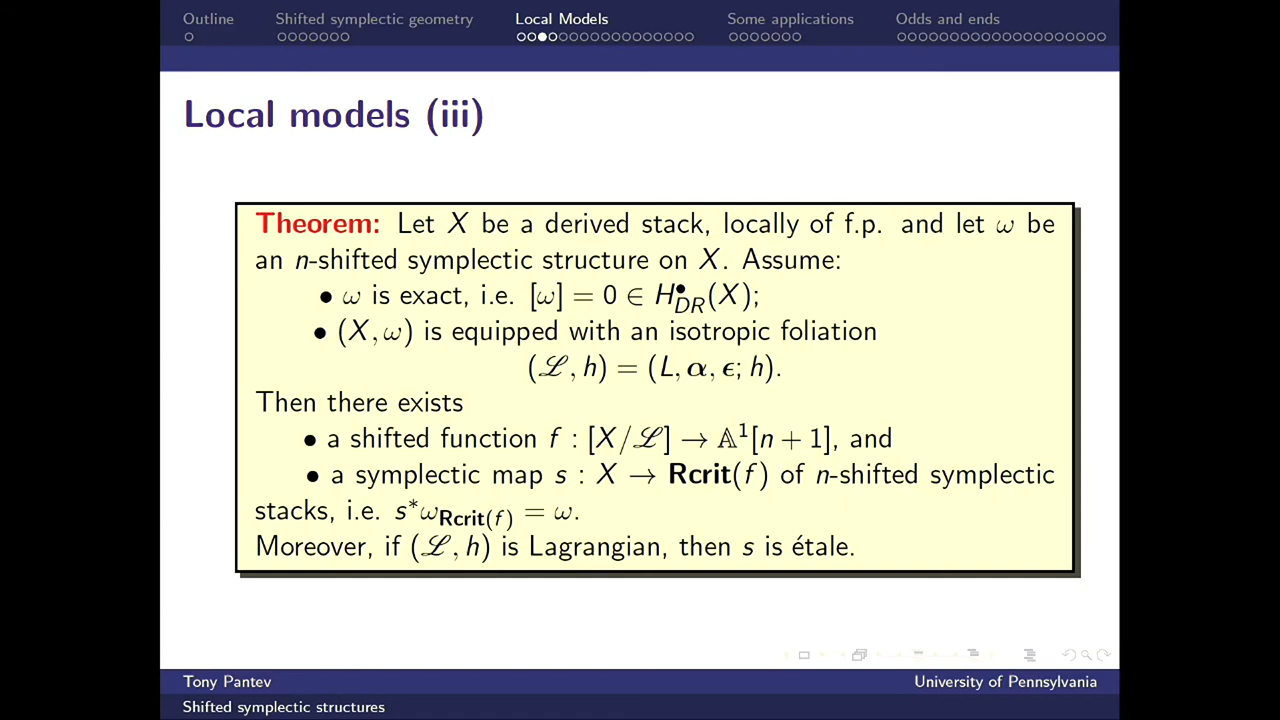 Outline Shifted symplectic geometry Local Models Some applications Odds and ends
Local models (iii)
Theorem: Let X be a derived stack, locally of f.p. and let ω be
an n-shifted symplectic structure on X. Assume:
• ω is exact, i.e. [ω] = 0 ∈ H•DR(X);
• (X, ω) is equipped with an isotropic foliation
(ℒ, h) = (L, α, ϵ; h).
Then there exists
• a shifted function f : [X/ℒ] → 𝔸¹[n + 1], and
• a symplectic map s : X → Rcrit(f) of n-shifted symplectic
stacks, i.e. s*ωRcrit(f) = ω.
Moreover, if (ℒ, h) is Lagrangian, then s is étale.
Tony Pantev University of Pennsylvania
Shifted symplectic structures